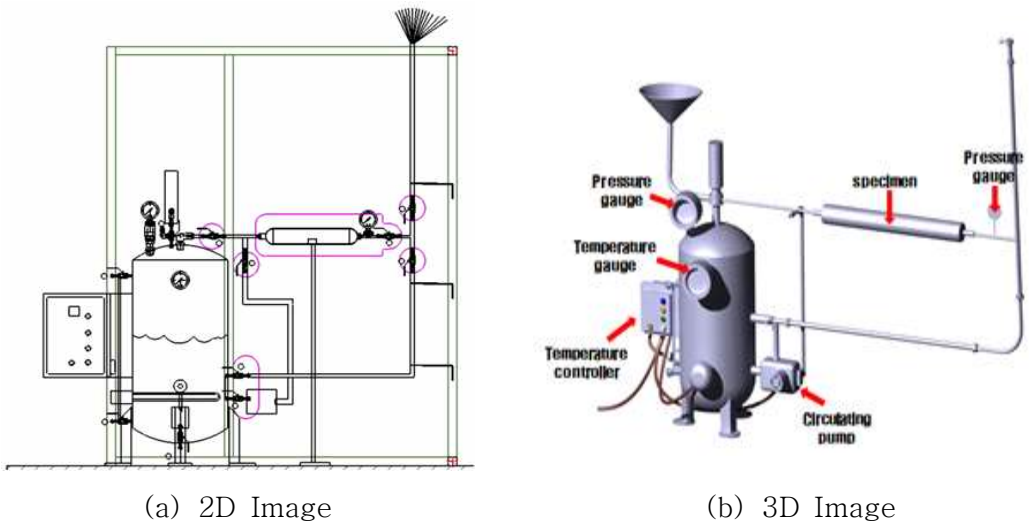 Pressure
gauge
specimen
Pressure
gauge
Temperature
gauge
Temperature
controller
Circulating
pump
(a) 2D Image
(b) 3D Image